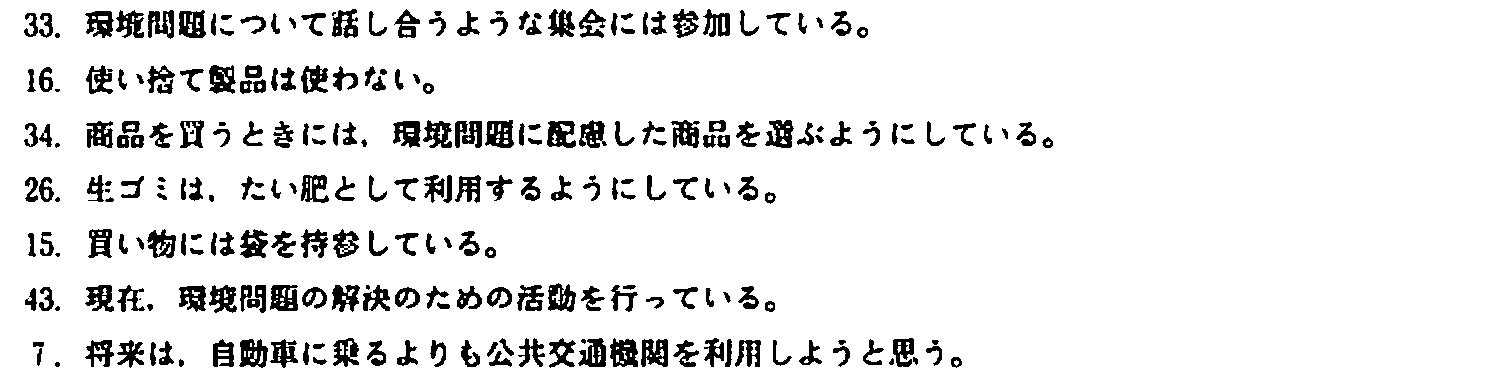 33. 環境問題について話し合うような集会には参加している。
16. 使い捨て製品は使わない。
34. 商品を買うときには，環境問題に配慮した商品を選ぶようにしている。
26. 生ゴミは，たい肥として利用するようにしている。
15. 買い物には袋を持参している。
43. 現在，環境問題の解決のための活動を行っている。
7. 将来は，自動車に乗るよりも公共交通機関を利用しようと思う。